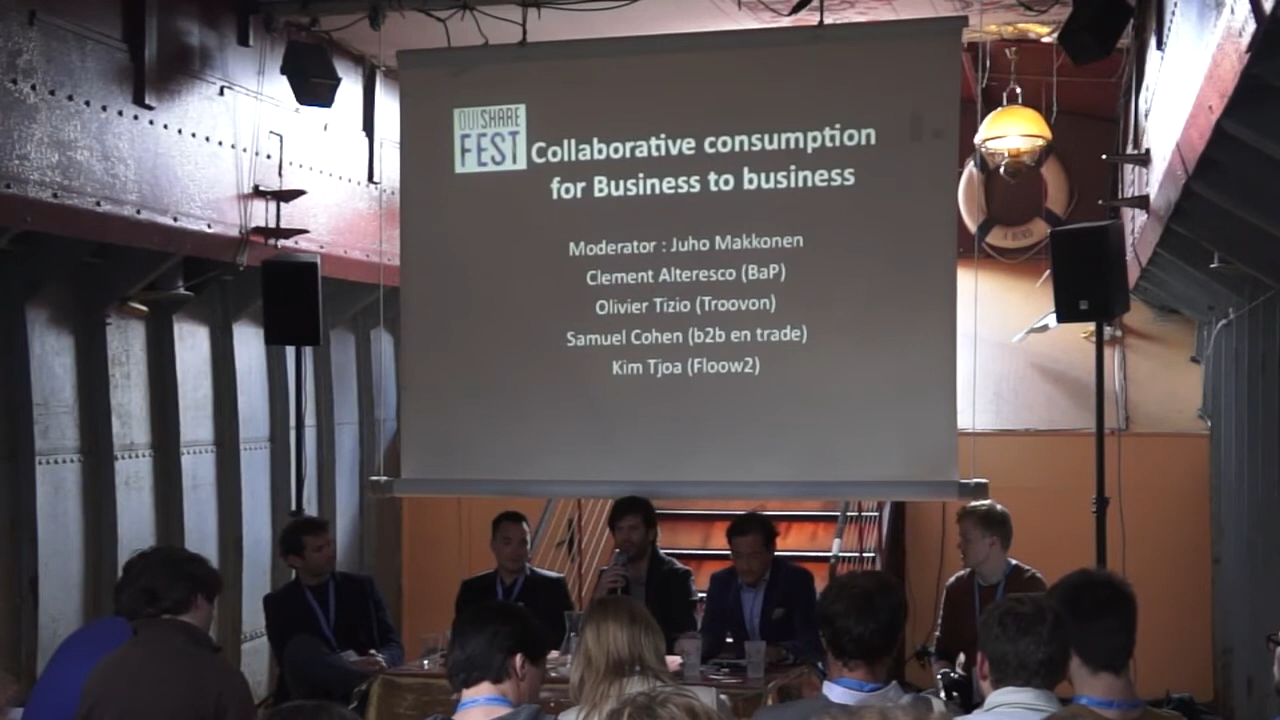 OUISHARE
FEST
Collaborative consumption
for Business to business
Moderator : Juho Makkonen
Clement Alteresco (BaP)
Olivier Tizio (Troovon)
Samuel Cohen (b2b en trade)
Kim Tjoa (Floow2)